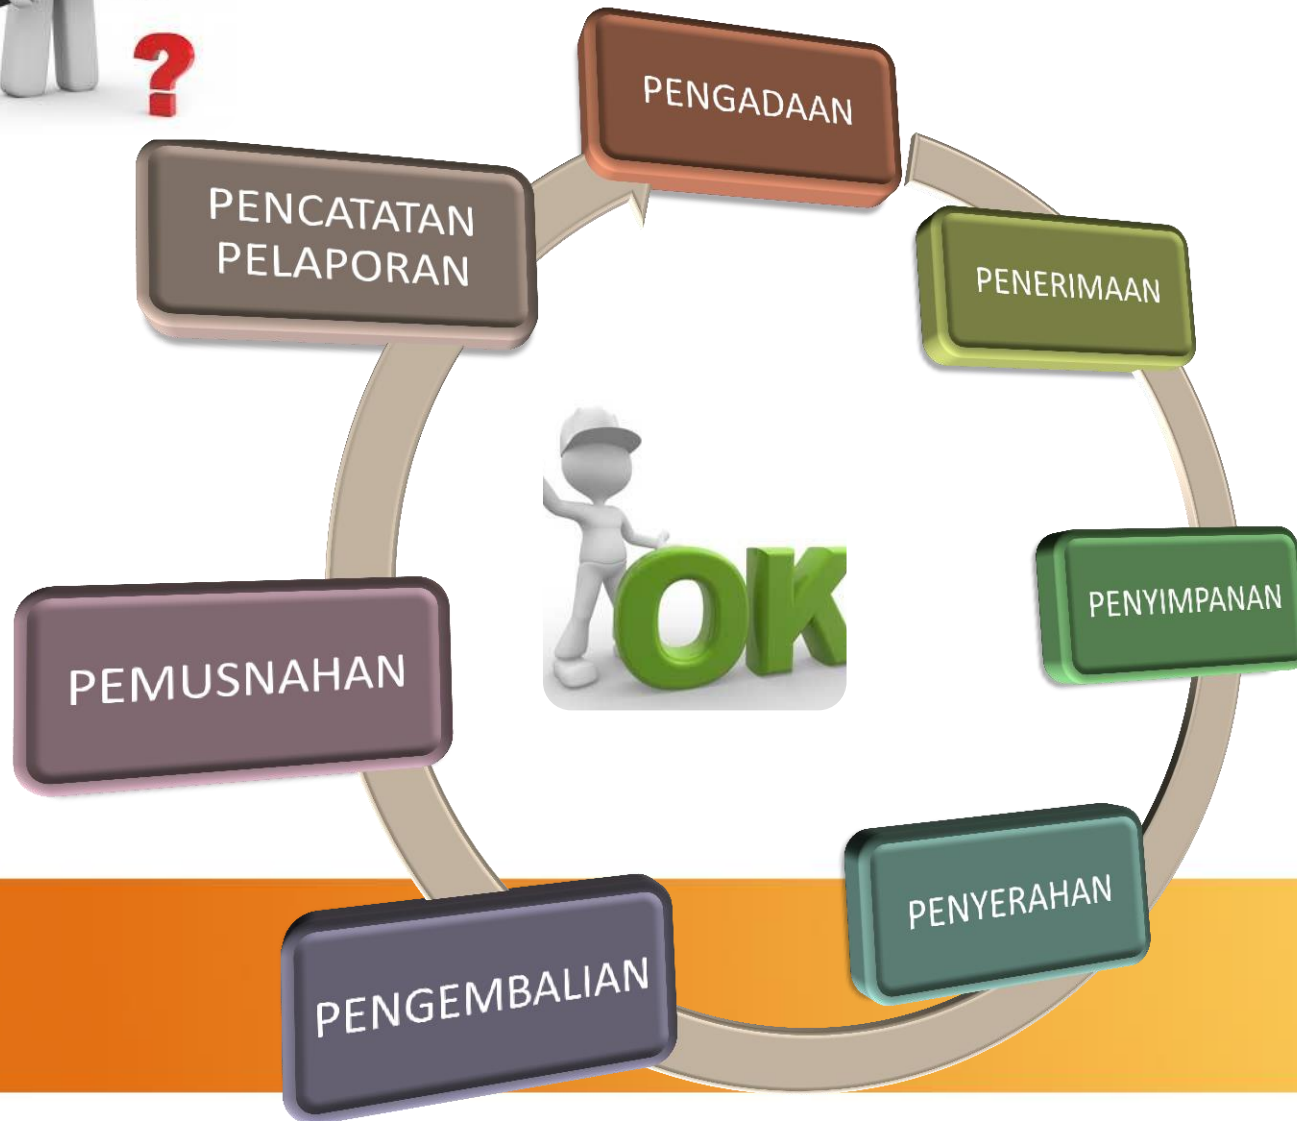 ?
PENGADAAN
PENERIMAAN
PENYIMPANAN
PENYERAHAN
PENGEMBALIAN
PEMUSNAHAN
PENCATATAN
PELAPORAN
OK